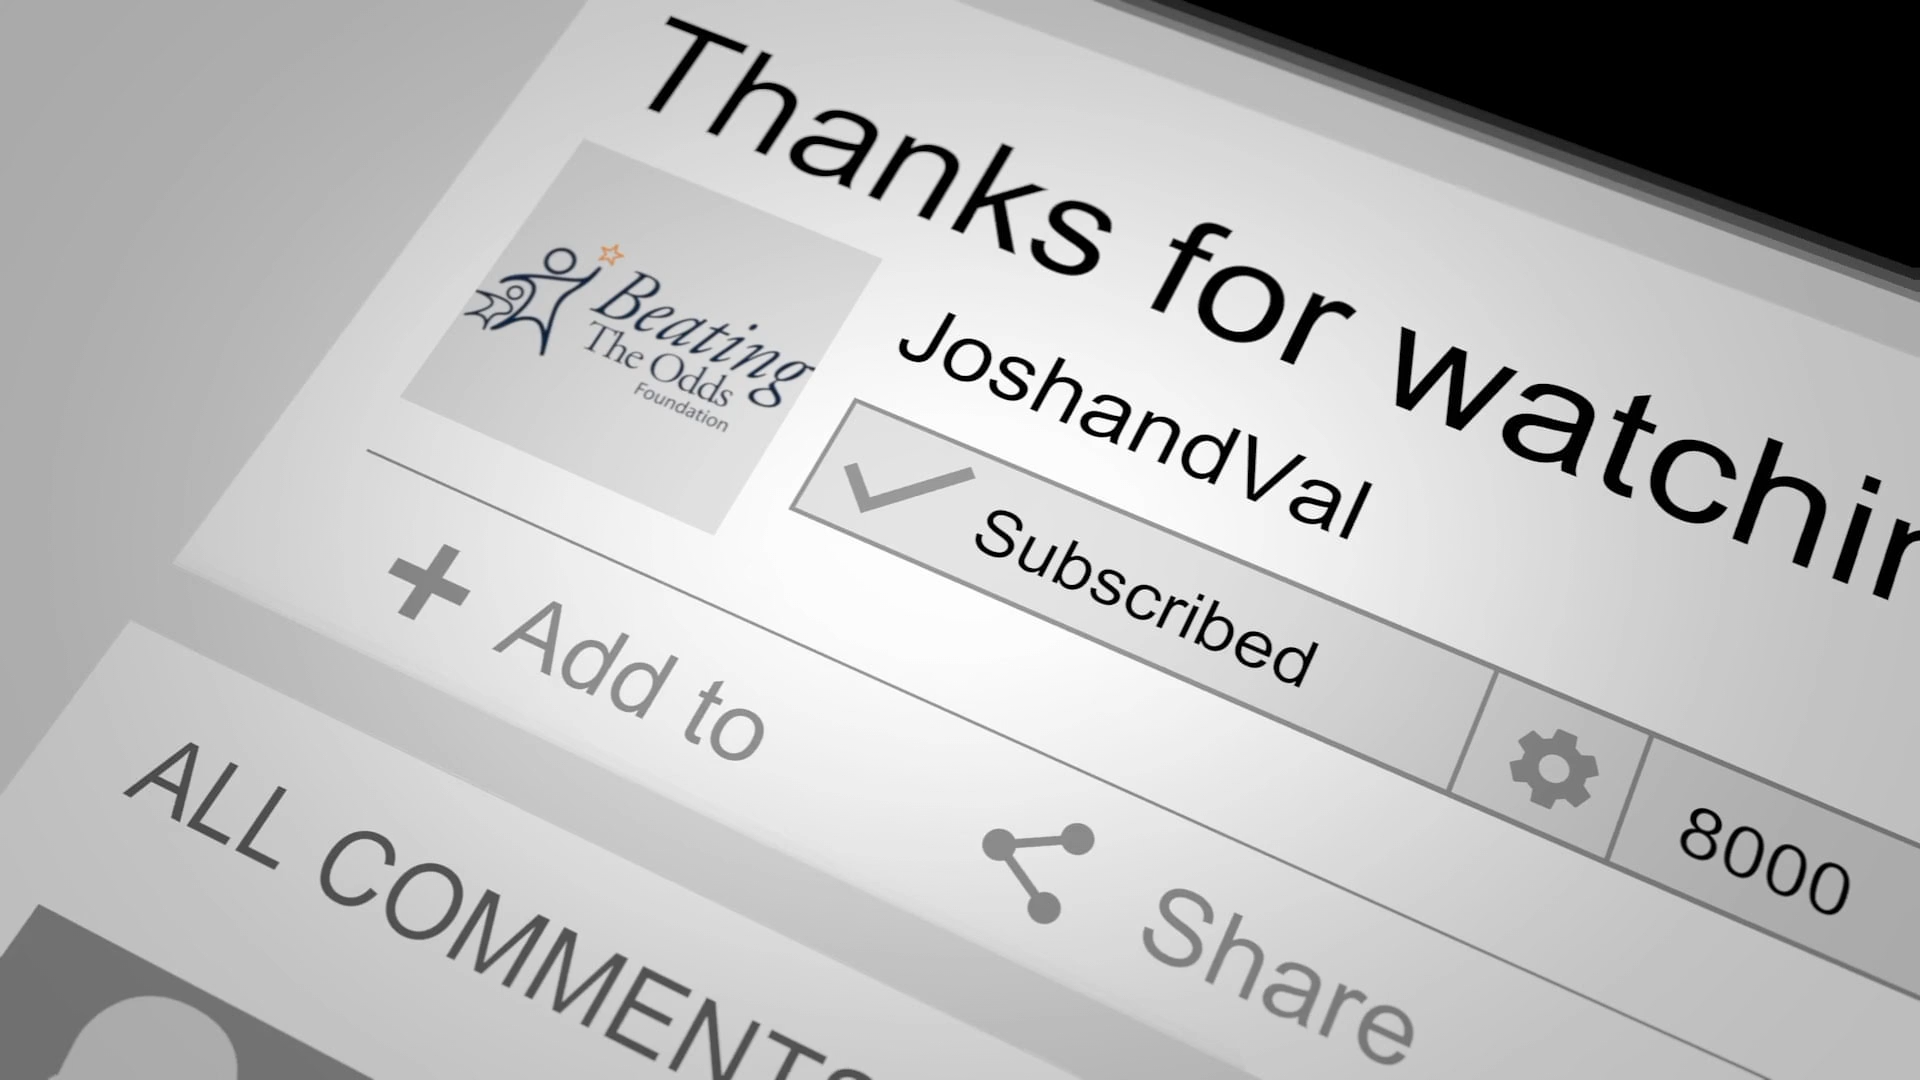 Thanks for watchin
Beating
The Odds
Foundation
JoshandVal
Subscribed
8000
Add to
Share
ALL COMMENTS